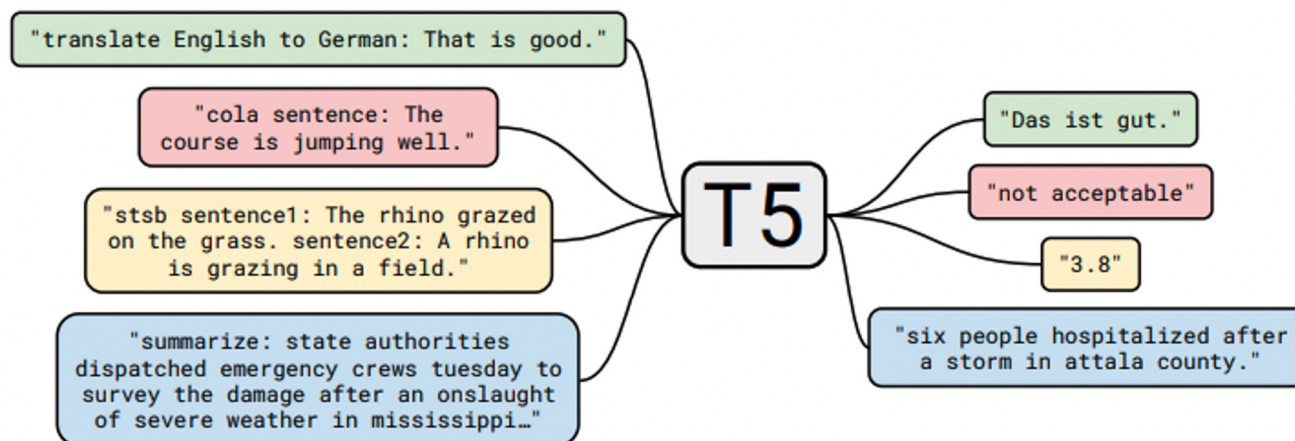 "translate English to German: That is good."
"cola sentence: The
course is jumping well."
"stsb sentence1: The rhino grazed
on the grass. sentence2: A rhino
is grazing in a field."
"summarize: state authorities
dispatched emergency crews tuesday to
survey the damage after an onslaught
of severe weather in mississippi…"
T5
"Das ist gut."
"not acceptable"
"3.8"
"six people hospitalized after
a storm in attala county."